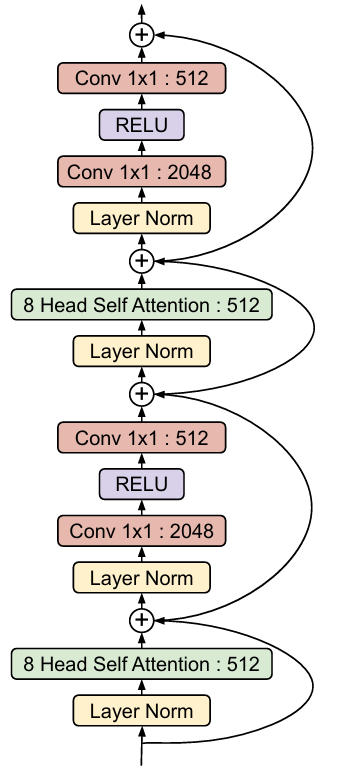 +
Conv 1x1 : 512
RELU
Conv 1x1 : 2048
Layer Norm
+
8 Head Self Attention : 512
Layer Norm
+
Conv 1x1 : 512
RELU
Conv 1x1 : 2048
Layer Norm
+
8 Head Self Attention : 512
Layer Norm